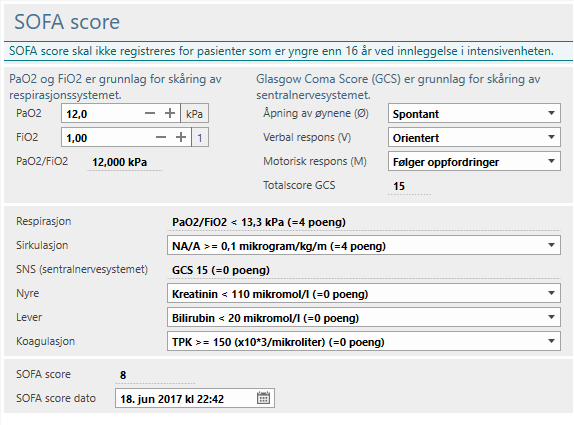 SOFA score
SOFA score skal ikke registreres for pasienter som er yngre enn 16 år ved innleggelse i intensivenheten.
PaO2 og FiO2 er grunnlag for skåring av
respirasjonssystemet.
PaO2 12,0 − + kPa
FiO2 1,00 − + 1
PaO2/FiO2 12,000 kPa
Glasgow Coma Score (GCS) er grunnlag for skåring av
sentralnervesystemet.
Åpning av øynene (Ø) Spontant
Verbal respons (V) Orientert
Motorisk respons (M) Følger oppfordringer
Totalscore GCS 15
Respirasjon PaO2/FiO2 < 13,3 kPa (=4 poeng)
Sirkulasjon NA/A >= 0,1 mikrogram/kg/m (=4 poeng)
SNS (sentralnervesystemet) GCS 15 (=0 poeng)
Nyre Kreatinin < 110 mikromol/l (=0 poeng)
Lever Bilirubin < 20 mikromol/l (=0 poeng)
Koagulasjon TPK >= 150 (x10*3/mikroliter) (=0 poeng)
SOFA score 8
SOFA score dato 18. jun 2017 kl 22:42